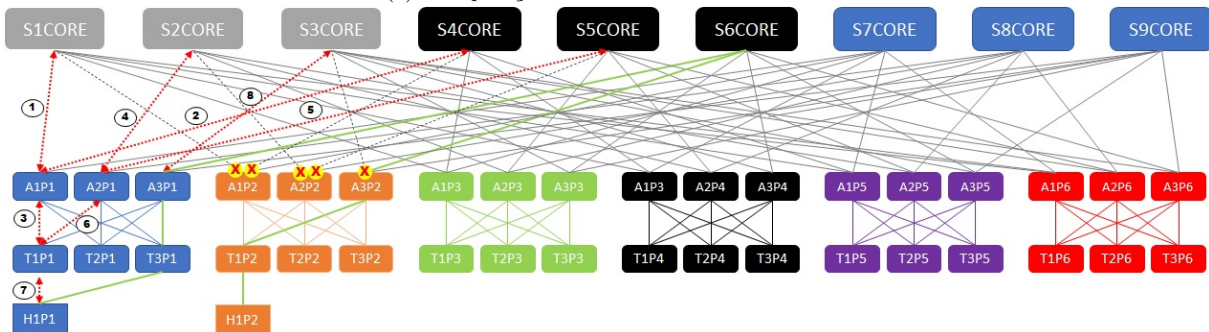 S1CORE S2CORE S3CORE S4CORE S5CORE S6CORE S7CORE S8CORE S9CORE
8
1 4 2 5
X X X X X
A1P1 A2P1 A3P1 A1P2 A2P2 A3P2 A1P3 A2P3 A3P3 A1P3 A2P4 A3P4 A1P5 A2P5 A3P5 A1P6 A2P6 A3P6
3 6
T1P1 T2P1 T3P1 T1P2 T2P2 T3P2 T1P3 T2P3 T3P3 T1P4 T2P4 T3P4 T1P5 T2P5 T3P5 T1P6 T2P6 T3P6
7
H1P1 H1P2